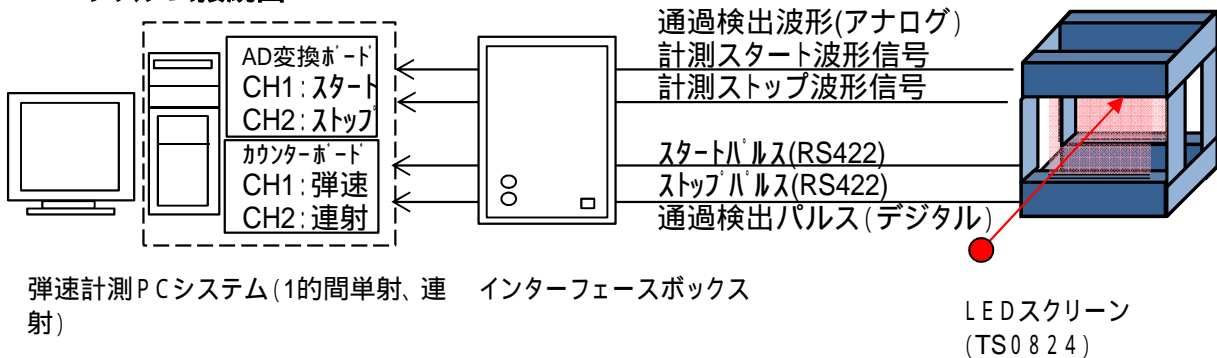 通過検出波形(アナログ)
計測スタート波形信号
計測ストップ波形信号
AD変換ﾎﾞｰﾄﾞ
CH1:ｽﾀｰﾄ
CH2:ｽﾄｯﾌﾟ
ｶｳﾝﾀｰﾎﾞｰﾄﾞ
CH1:弾速
CH2:連射
ｽﾀｰﾄﾊﾟﾙｽ(RS422)
ｽﾄｯﾌﾟﾊﾟﾙｽ(RS422)
通過検出パルス(デジタル)
弾速計測PCシステム(1的間単射、連
射)
インターフェースボックス
LEDスクリーン
(TS0824)